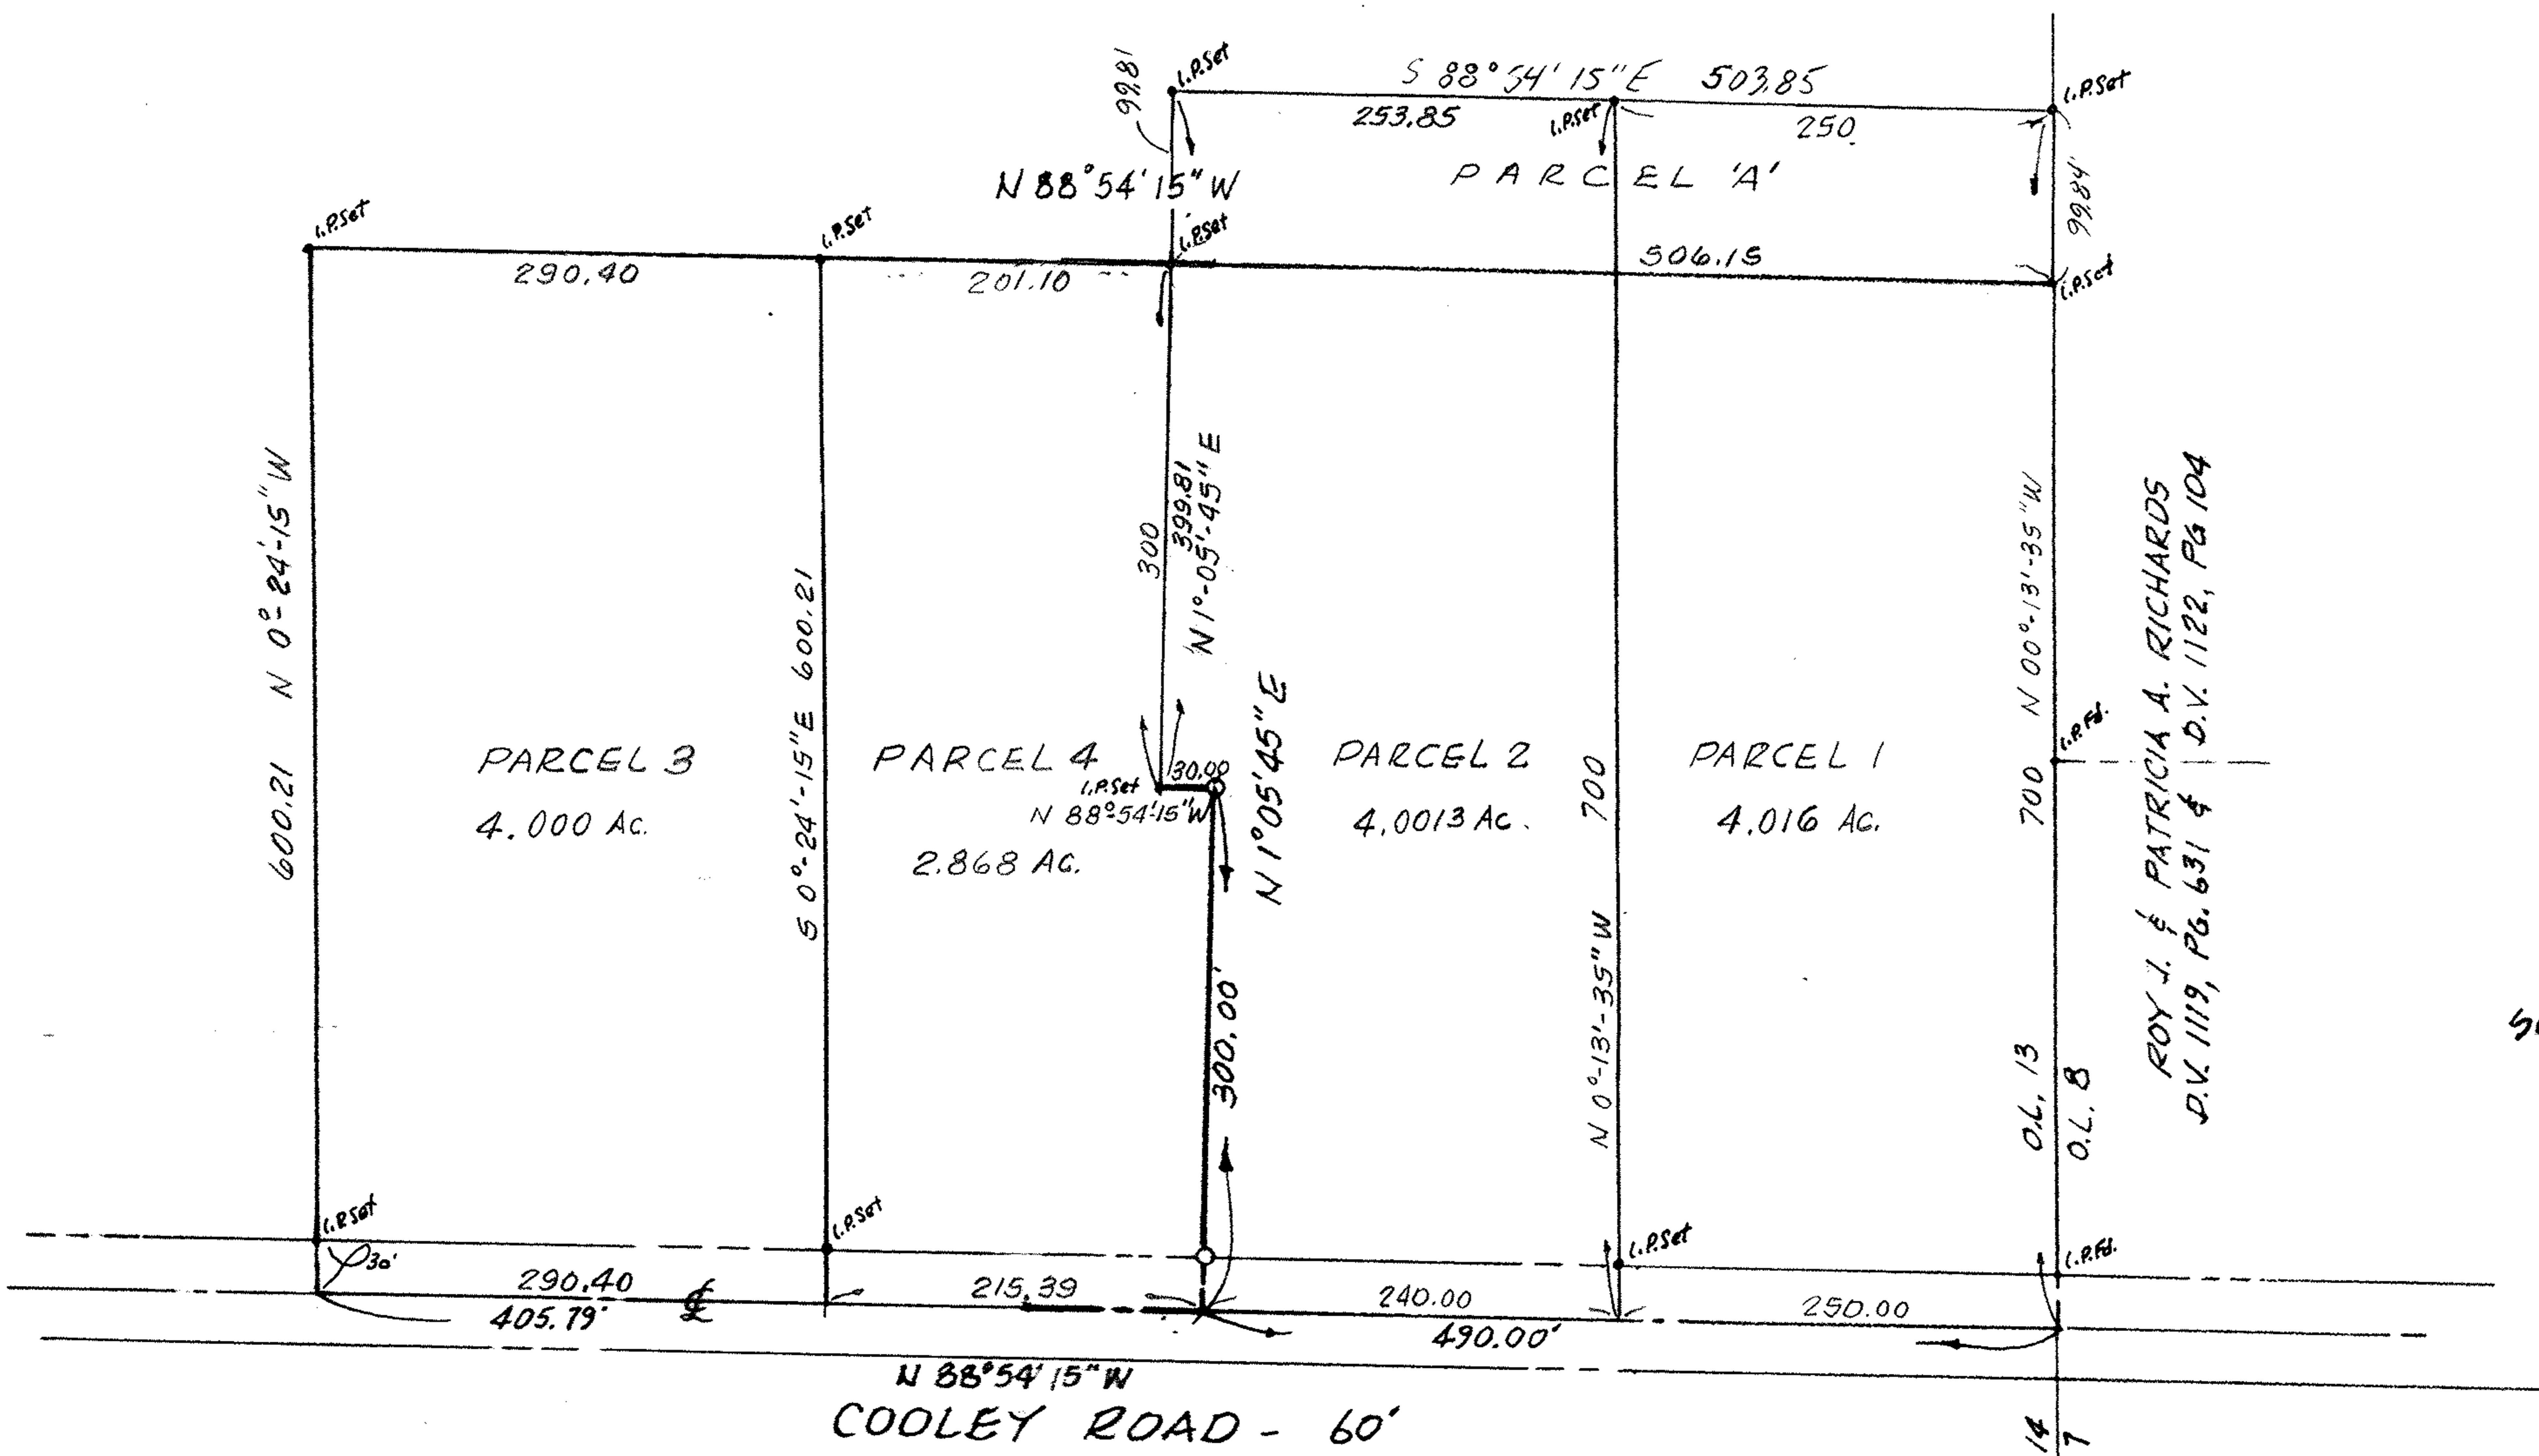 99.81
I.P.Set
S 88° 54' 15" E 503.85
I.P.Set
253.85
I.P.Set
250.
N 88° 54' 15" W
PARCEL 'A'
99.84'
I.P.Set
I.P.Set
I.P.Set
I.P.Set
290.40
201.10
506.15
600.21 N 0°-24'-15" W
S 0°-24'-15" E 600.21
300
399.81
N 1°-05'-45" E
N 1° 05' 45" E
700 N 00°-13'-35" W
ROY J. & PATRICIA A. RICHARDS
D.V. 1119, PG. 631 & D.V. 1122, PG 104
I.P.Fd.
PARCEL 3
4.000 Ac.
PARCEL 4
2.868 AC.
30.00
I.P.Set
N 88°-54'-15" W
PARCEL 2
4.0013 AC.
700
PARCEL 1
4.016 AC.
300.00'
N 0°-13'-35" W
O.L. 13
O.L. 8
I.P.Set
I.P.Set
I.P.Set
I.P.Fd.
30'
290.40
215.39
240.00
250.00
405.79'
℄
490.00'
N 88° 54' 15" W
COOLEY ROAD - 60'
14
7